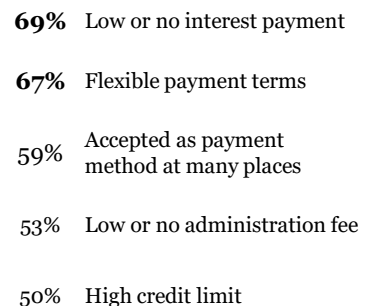 69% Low or no interest payment
67% Flexible payment terms
59% Accepted as payment
method at many places
53% Low or no administration fee
50% High credit limit